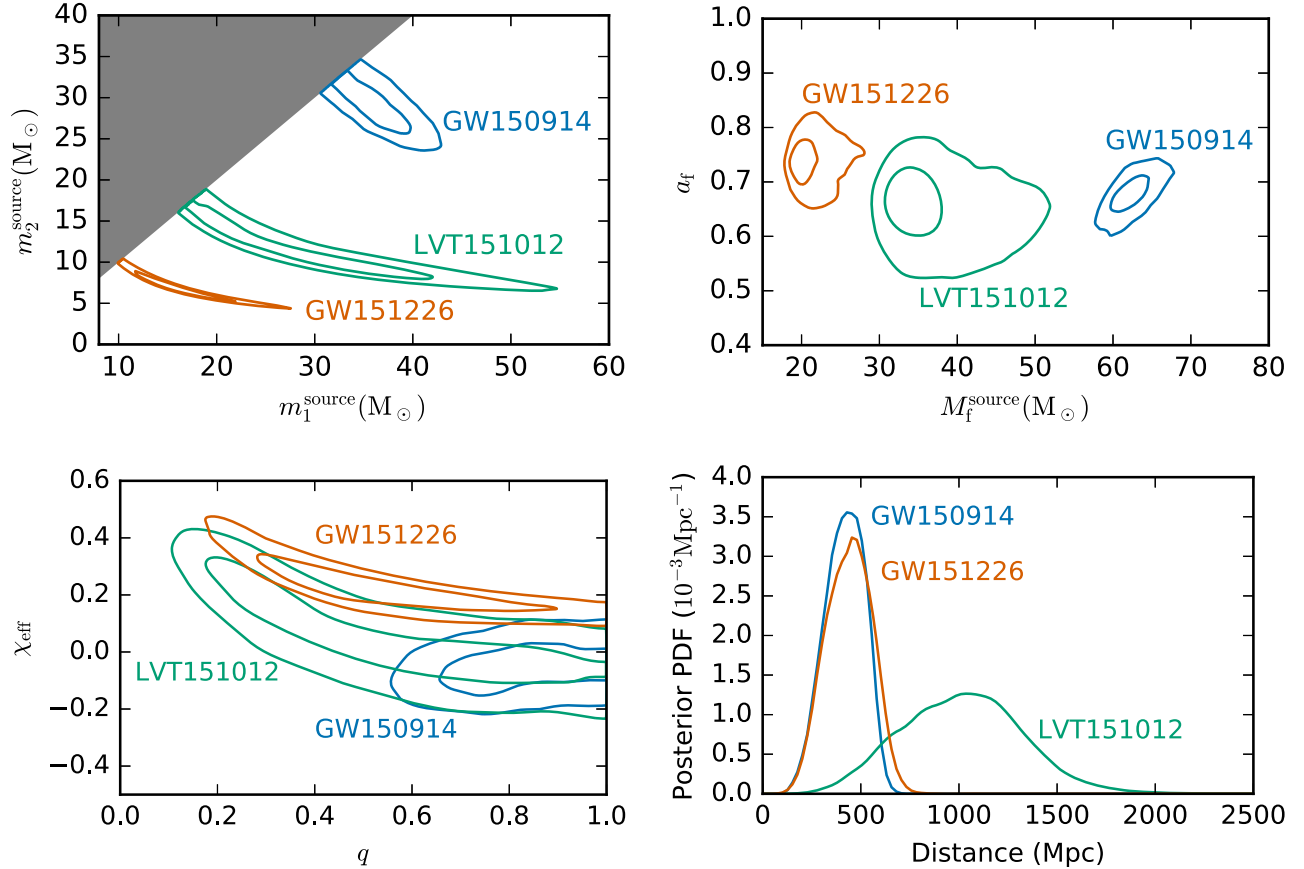 40
35
30
25
20
15
10
5
0
m₂^source (M_⊙)
GW150914
LVT151012
GW151226
10 20 30 40 50 60
m₁^source (M_⊙)
1.0
0.9
0.8
0.7
0.6
0.5
0.4
a_f
GW151226
GW150914
LVT151012
20 30 40 50 60 70 80
M_f^source (M_⊙)
0.6
0.4
0.2
0.0
−0.2
−0.4
χ_eff
GW151226
LVT151012
GW150914
0.0 0.2 0.4 0.6 0.8 1.0
q
4.0
3.5
3.0
2.5
2.0
1.5
1.0
0.5
0.0
Posterior PDF (10⁻³Mpc⁻¹)
GW150914
GW151226
LVT151012
0 500 1000 1500 2000 2500
Distance (Mpc)